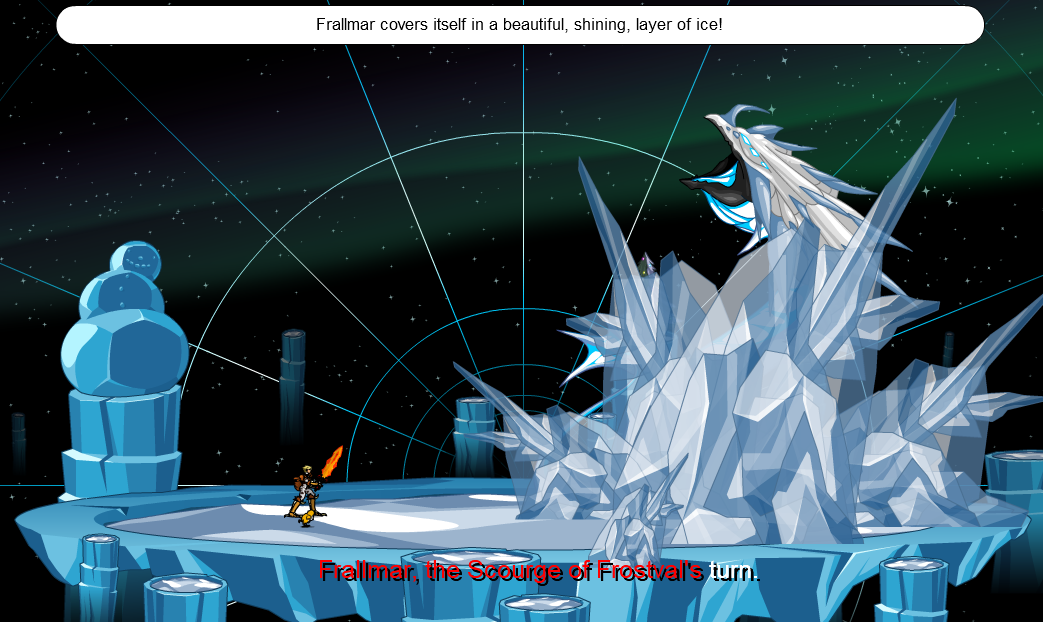 Frallmar covers itself in a beautiful, shining, layer of ice!
Frallmar, the Scourge of Frostval's turn.